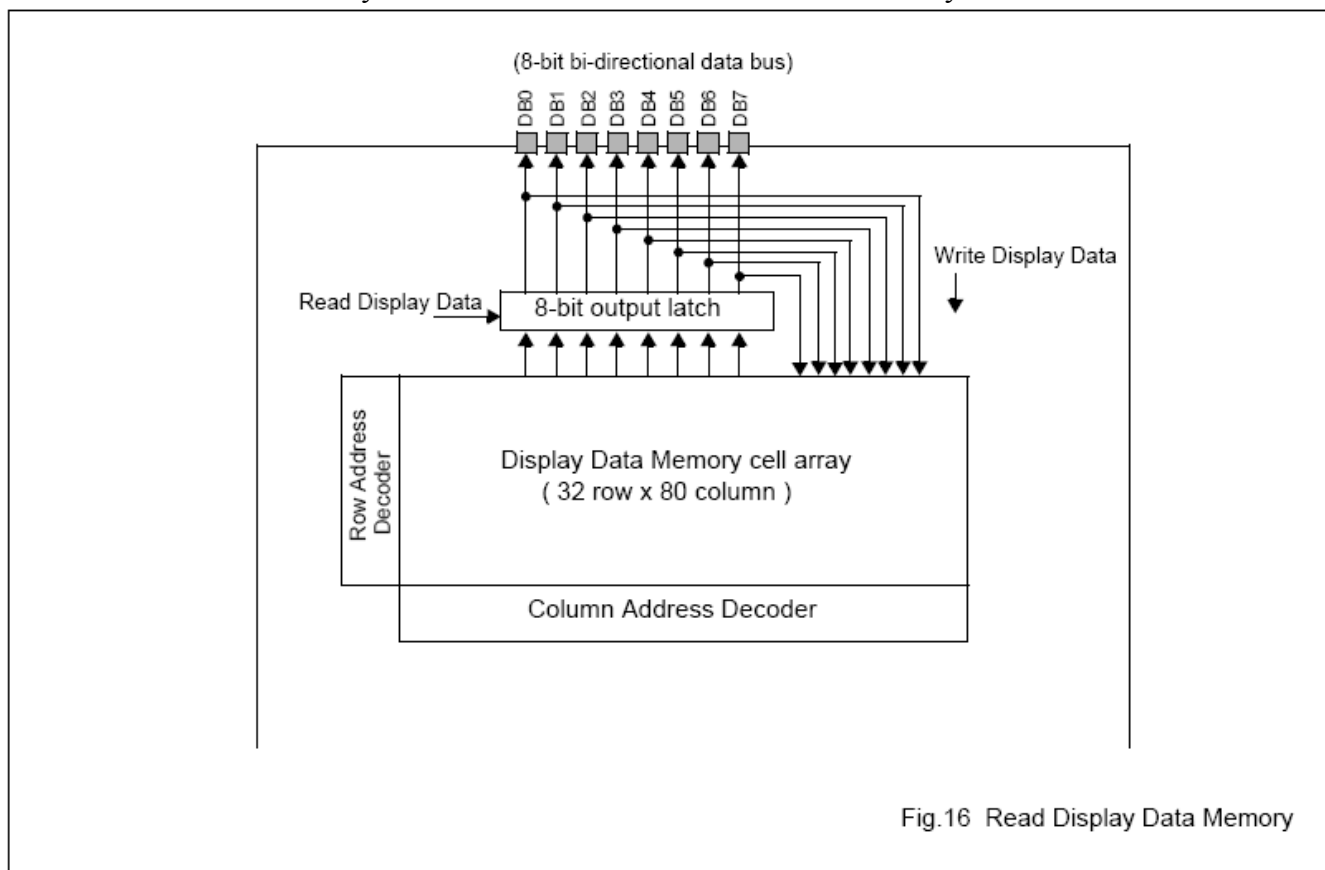 (8-bit bi-directional data bus)
DB0
DB1
DB2
DB3
DB4
DB5
DB6
DB7
Write Display Data
Read Display Data
8-bit output latch
Row Address
Decoder
Display Data Memory cell array
( 32 row x 80 column )
Column Address Decoder
Fig.16 Read Display Data Memory